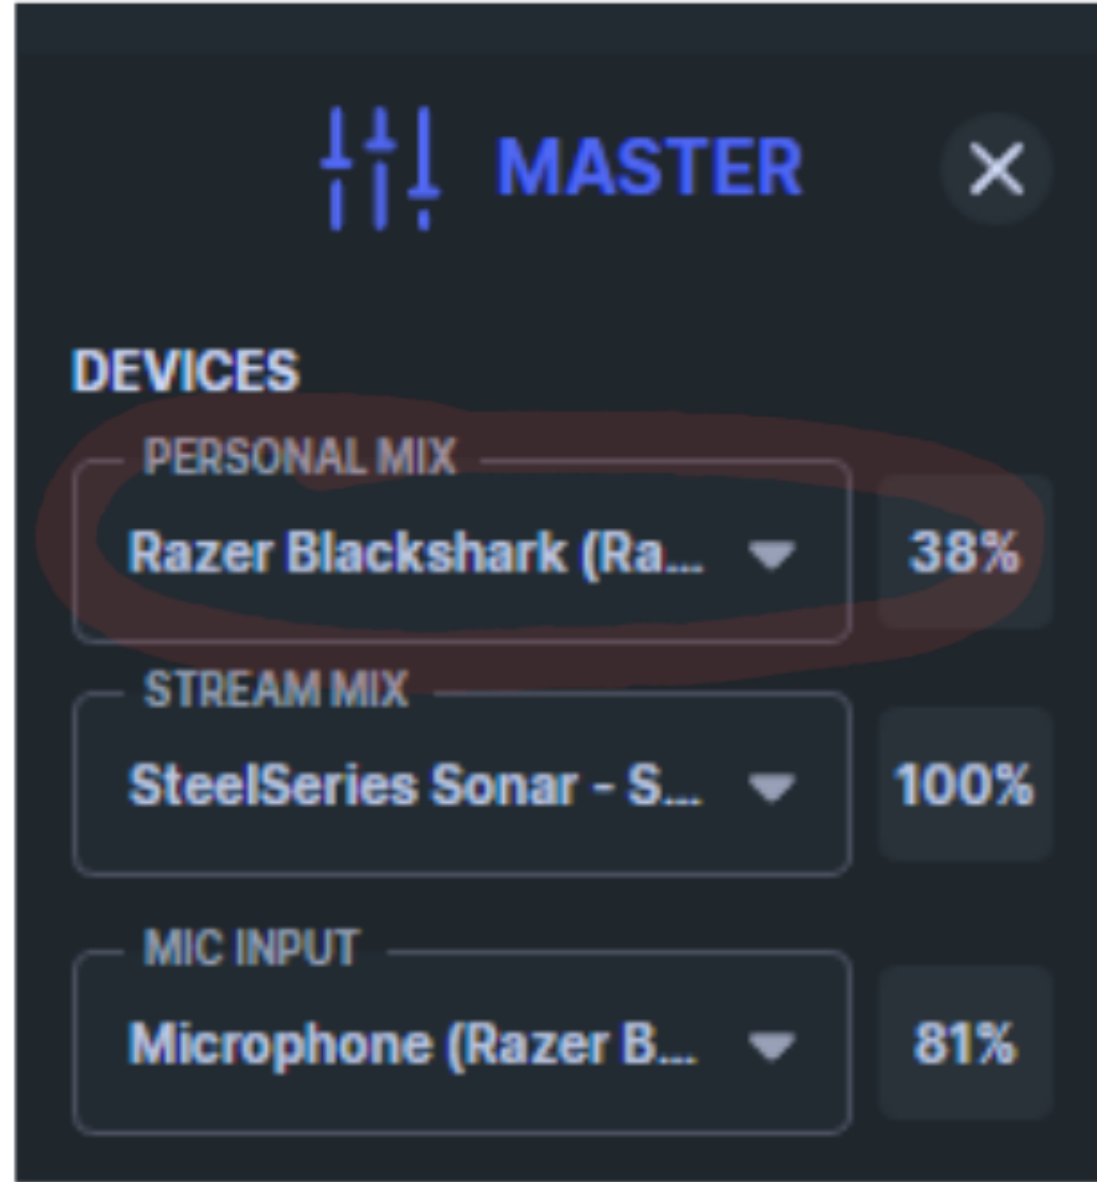 MASTER
DEVICES
PERSONAL MIX
Razer Blackshark (Ra... 38%
STREAM MIX
SteelSeries Sonar - S... 100%
MIC INPUT
Microphone (Razer B... 81%